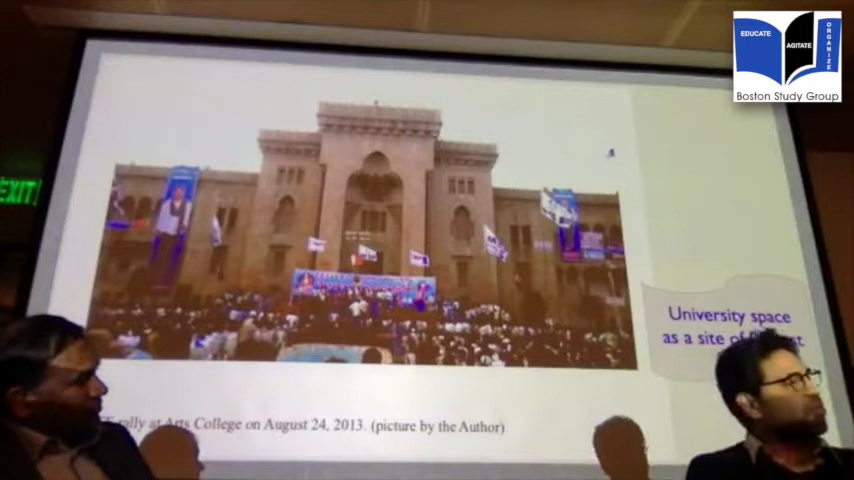 EDUCATE
AGITATE
ORGANIZE
Boston Study Group
EXIT
University space
as a site of
rally at Arts College on August 24, 2013. (picture by the Author)